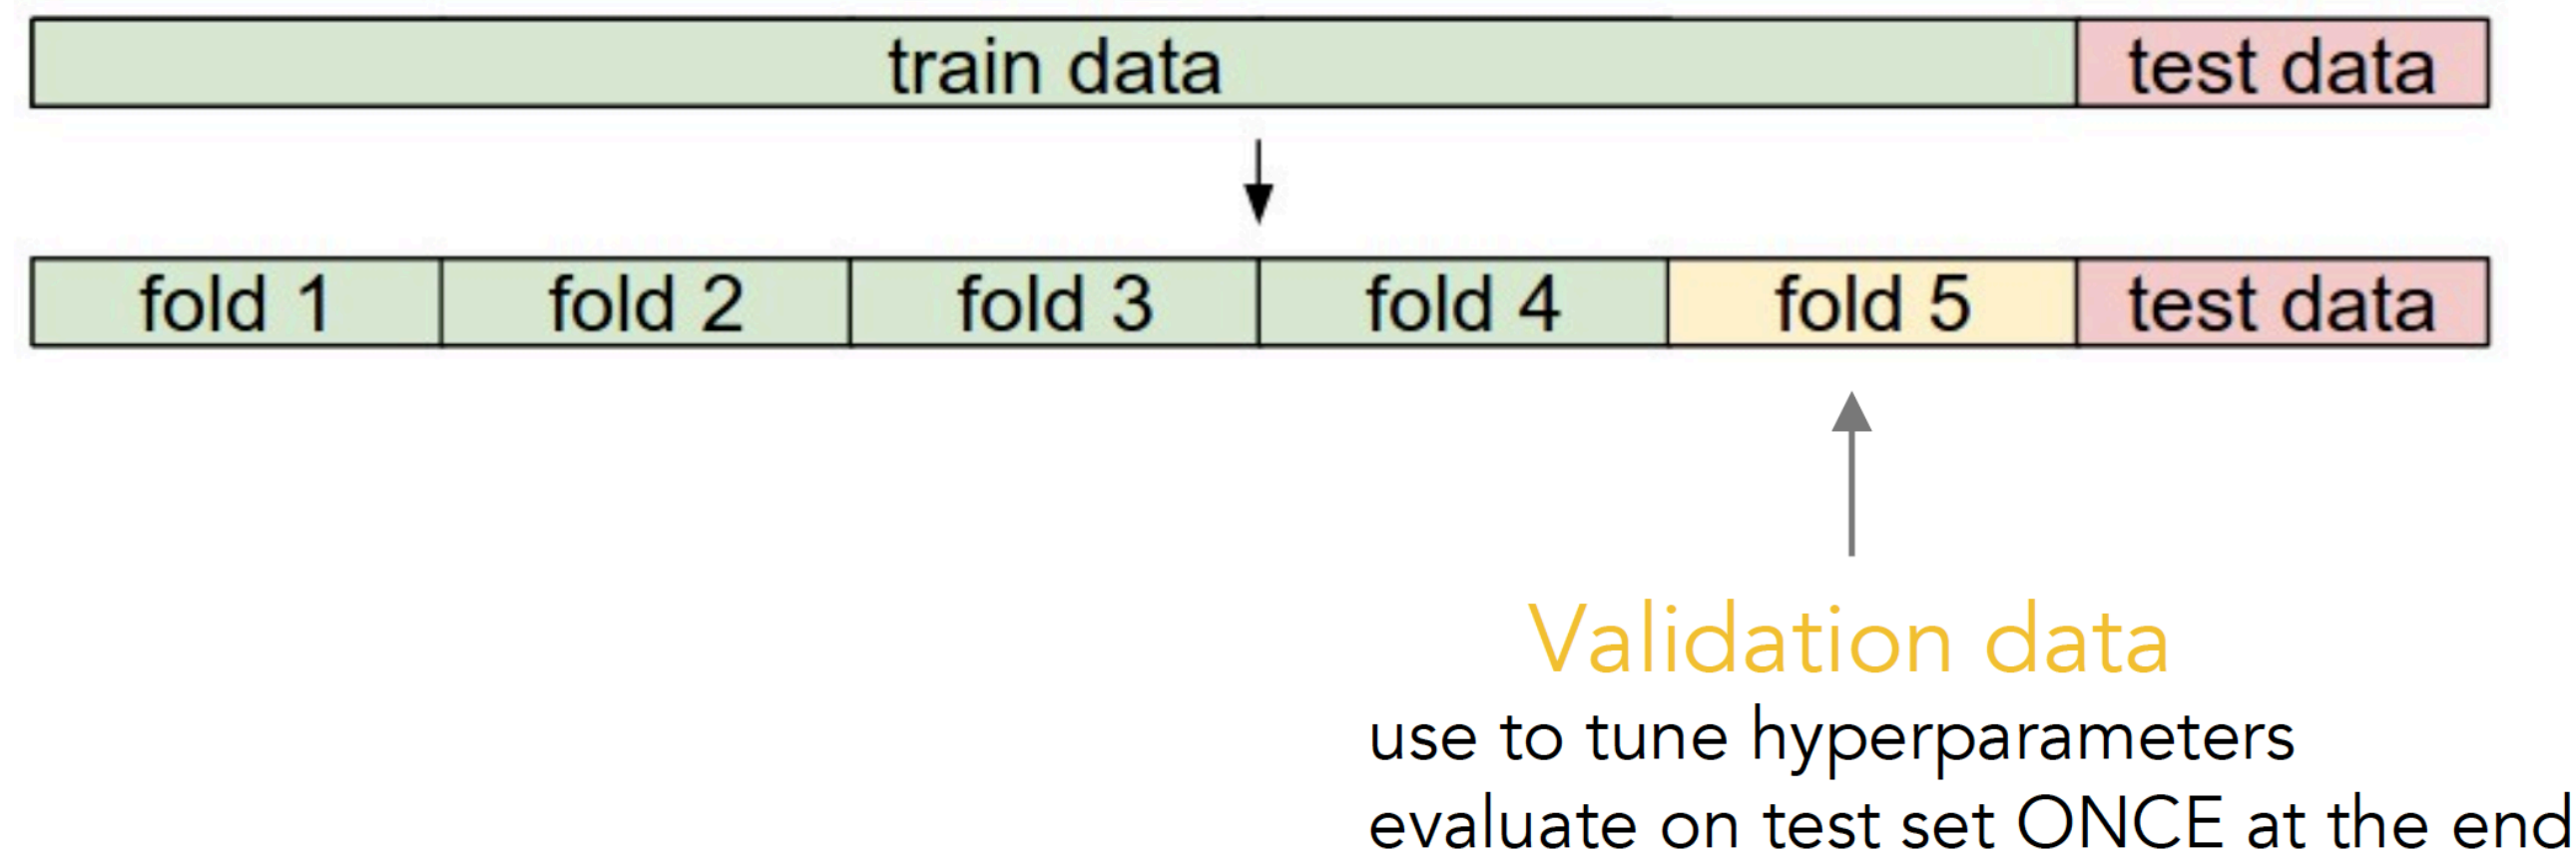 train data test data
fold 1 fold 2 fold 3 fold 4 fold 5 test data
Validation data
use to tune hyperparameters
evaluate on test set ONCE at the end